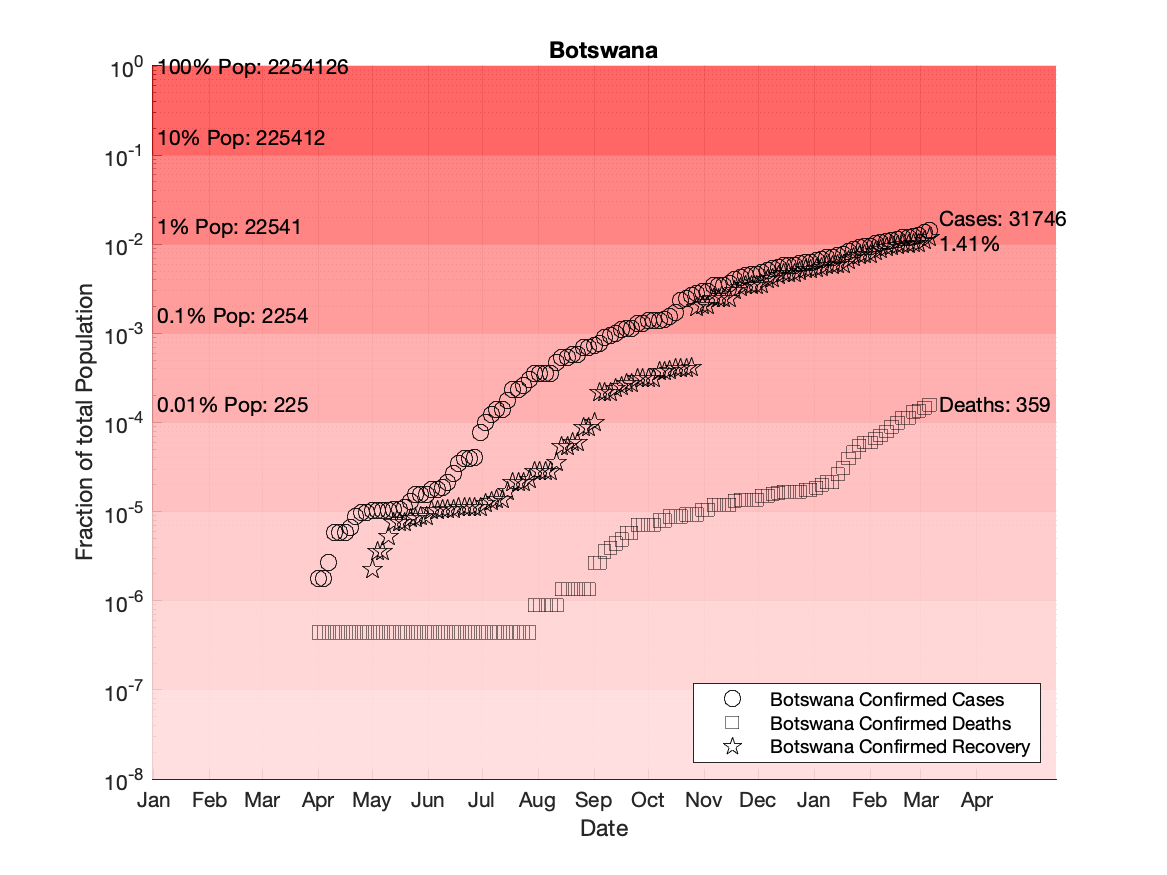 Botswana
10^0
100% Pop: 2254126
10% Pop: 225412
10^-1
1% Pop: 22541
Cases: 31746
10^-2
1.41%
0.1% Pop: 2254
10^-3
0.01% Pop: 225
Deaths: 359
10^-4
10^-5
10^-6
10^-7
10^-8
Fraction of total Population
Botswana Confirmed Cases
Botswana Confirmed Deaths
Botswana Confirmed Recovery
Jan Feb Mar Apr May Jun Jul Aug Sep Oct Nov Dec Jan Feb Mar Apr
Date